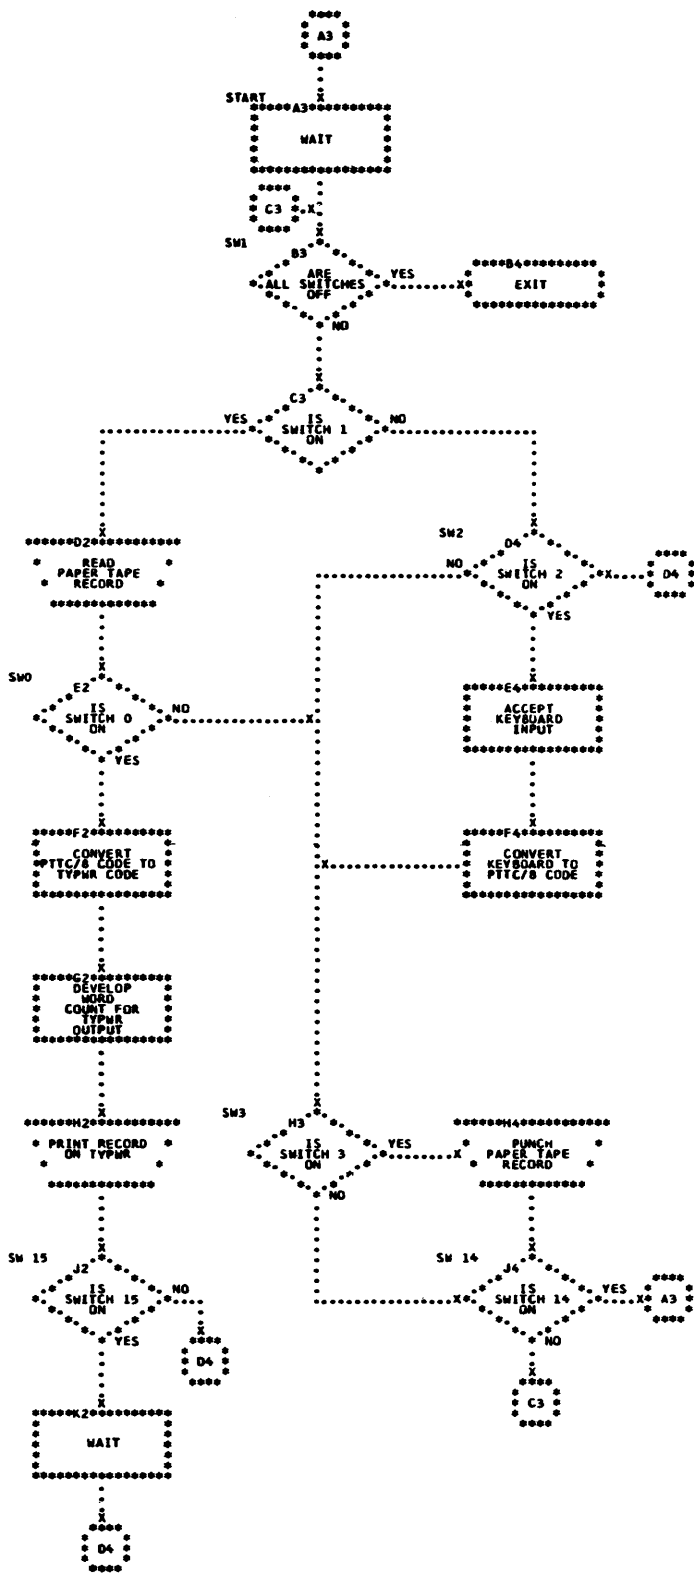 A3
START
A3
WAIT
C3
SW1
B3
ARE
ALL SWITCHES
OFF
YES
B4
EXIT
NO
C3
YES
IS
SWITCH 1
ON
NO
D2
READ
PAPER TAPE
RECORD
SW2
D4
NO
IS
SWITCH 2
ON
D4
YES
SW0
E2
IS
SWITCH 0
ON
NO
YES
E4
ACCEPT
KEYBOARD
INPUT
F2
CONVERT
PTTC/8 CODE TO
TYPWR CODE
F4
CONVERT
KEYBOARD TO
PTTC/8 CODE
G2
DEVELOP
WORD
COUNT FOR
TYPWR
OUTPUT
H2
PRINT RECORD
ON TYPWR
SW3
H3
IS
SWITCH 3
ON
YES
NO
H4
PUNCH
PAPER TAPE
RECORD
SW 15
J2
IS
SWITCH 15
ON
NO
YES
D4
SW 14
J4
IS
SWITCH 14
ON
YES
A3
NO
C3
K2
WAIT
D4